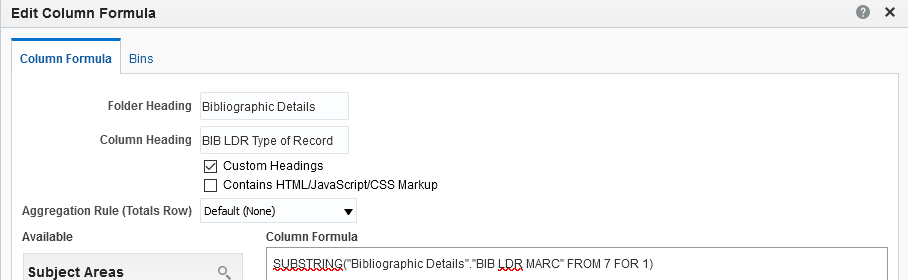 Edit Column Formula
Column Formula Bins
Folder Heading Bibliographic Details
Column Heading BIB LDR Type of Record
Custom Headings
Contains HTML/JavaScript/CSS Markup
Aggregation Rule (Totals Row) Default (None)
Available Column Formula
Subject Areas SUBSTRING("Bibliographic Details"."BIB LDR MARC" FROM 7 FOR 1)